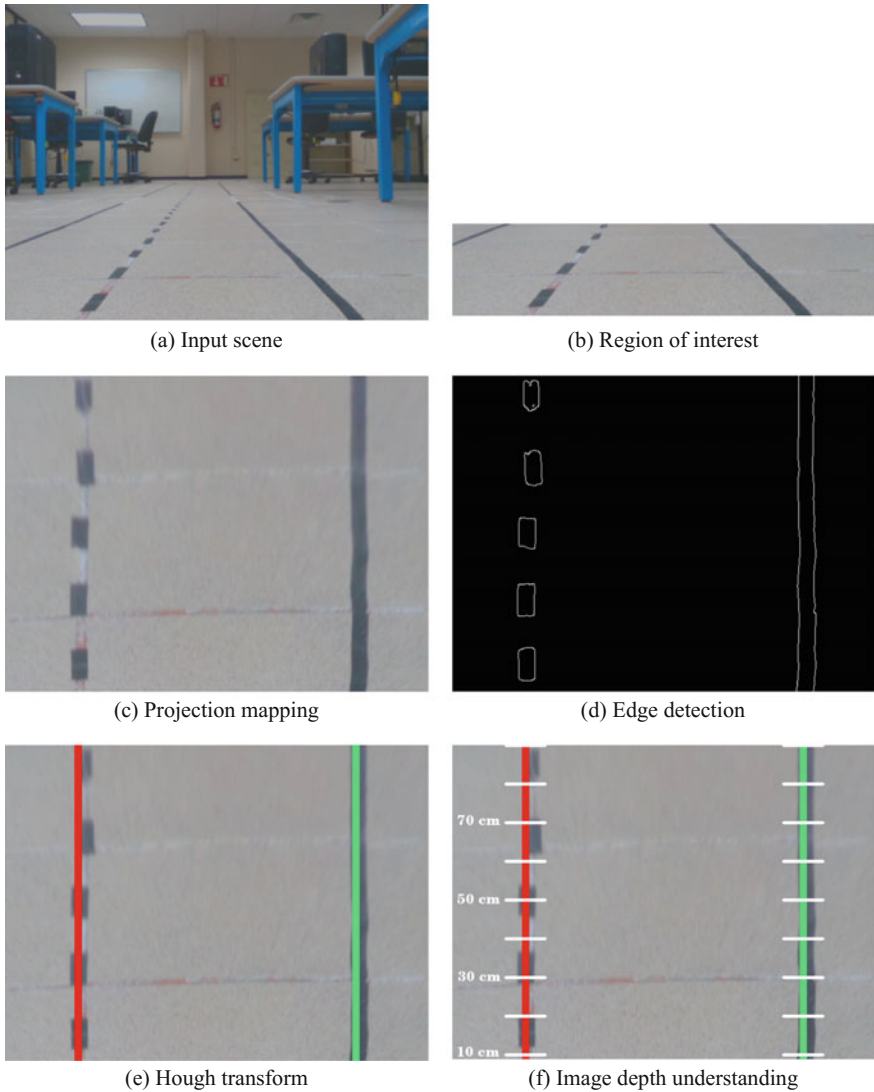 (a) Input scene
(b) Region of interest
(c) Projection mapping
(d) Edge detection
70 cm
50 cm
30 cm
10 cm
(e) Hough transform
(f) Image depth understanding